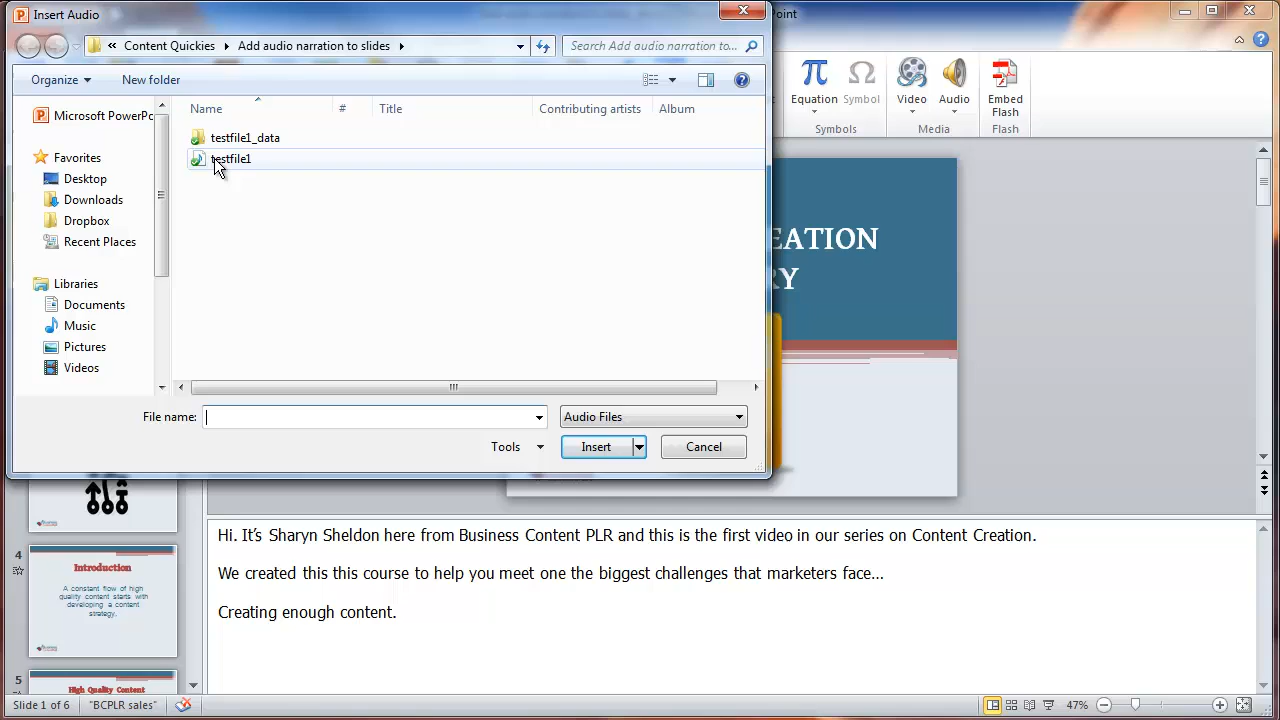 Insert Audio
Point
Content Quickies
Add audio narration to slides
Search Add audio narration to...
Organize
New folder
Microsoft PowerPc
Favorites
Desktop
Downloads
Dropbox
Recent Places
Libraries
Documents
Music
Pictures
Videos
Name
#
Title
Contributing artists
Album
testfile1_data
testfile1
File name:
Audio Files
Tools
Insert
Cancel
Equation
Symbol
Symbols
Video
Audio
Media
Embed
Flash
Flash
EATION
RY
4
Introduction
A constant flow of high
quality content starts with
developing a content
strategy.
5
High Quality Content
Hi. It's Sharyn Sheldon here from Business Content PLR and this is the first video in our series on Content Creation.
We created this this course to help you meet one the biggest challenges that marketers face...
Creating enough content.
Slide 1 of 6
"BCPLR sales"
47%